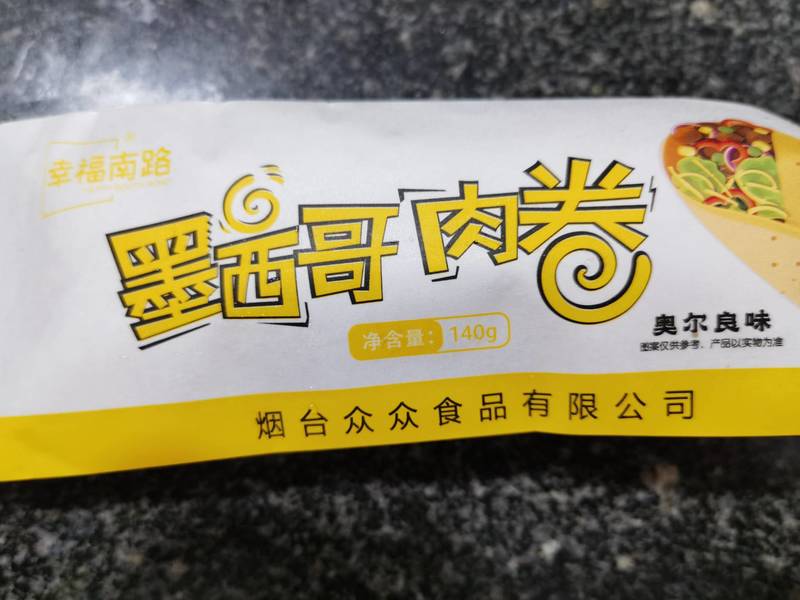 幸福南路
墨西哥肉卷
净含量：140g
奥尔良味
图案仅供参考、产品以实物为准
烟台众众食品有限公司